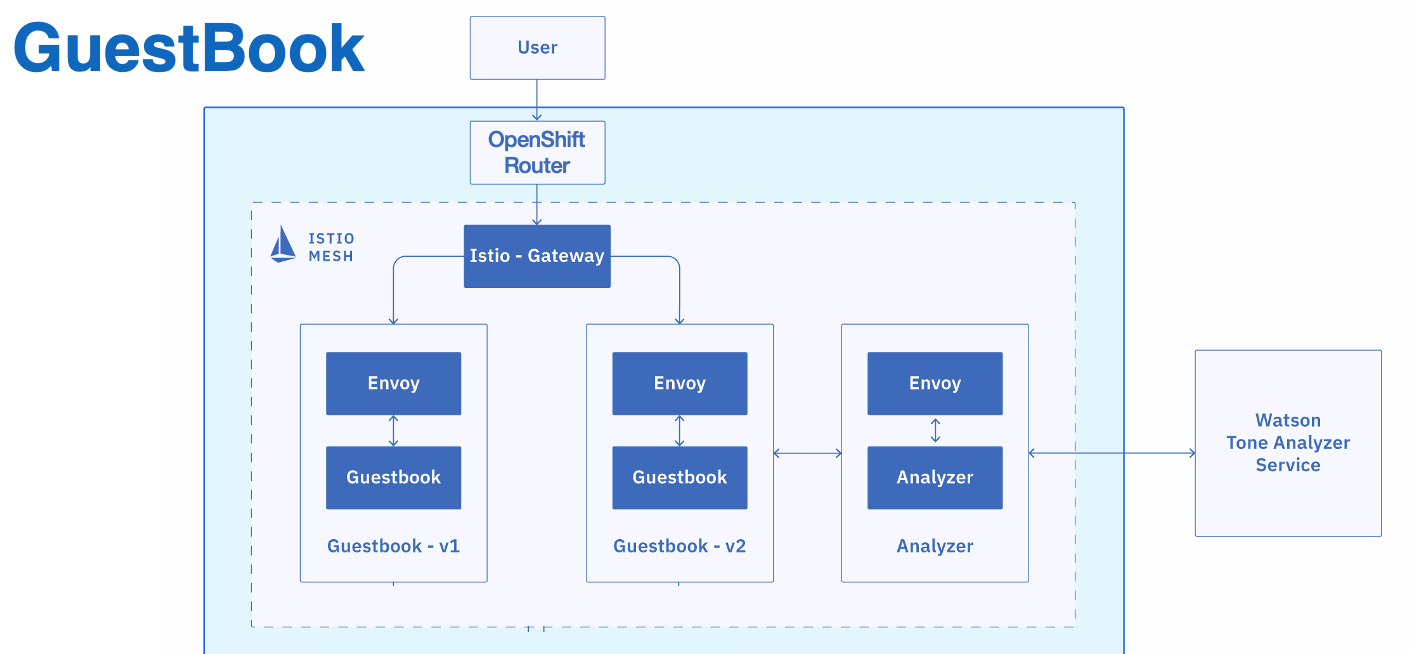 GuestBook
User
OpenShift
Router
ISTIO
MESH
Istio - Gateway
Envoy
Guestbook
Guestbook - v1
Envoy
Guestbook
Guestbook - v2
Envoy
Analyzer
Analyzer
Watson
Tone Analyzer
Service